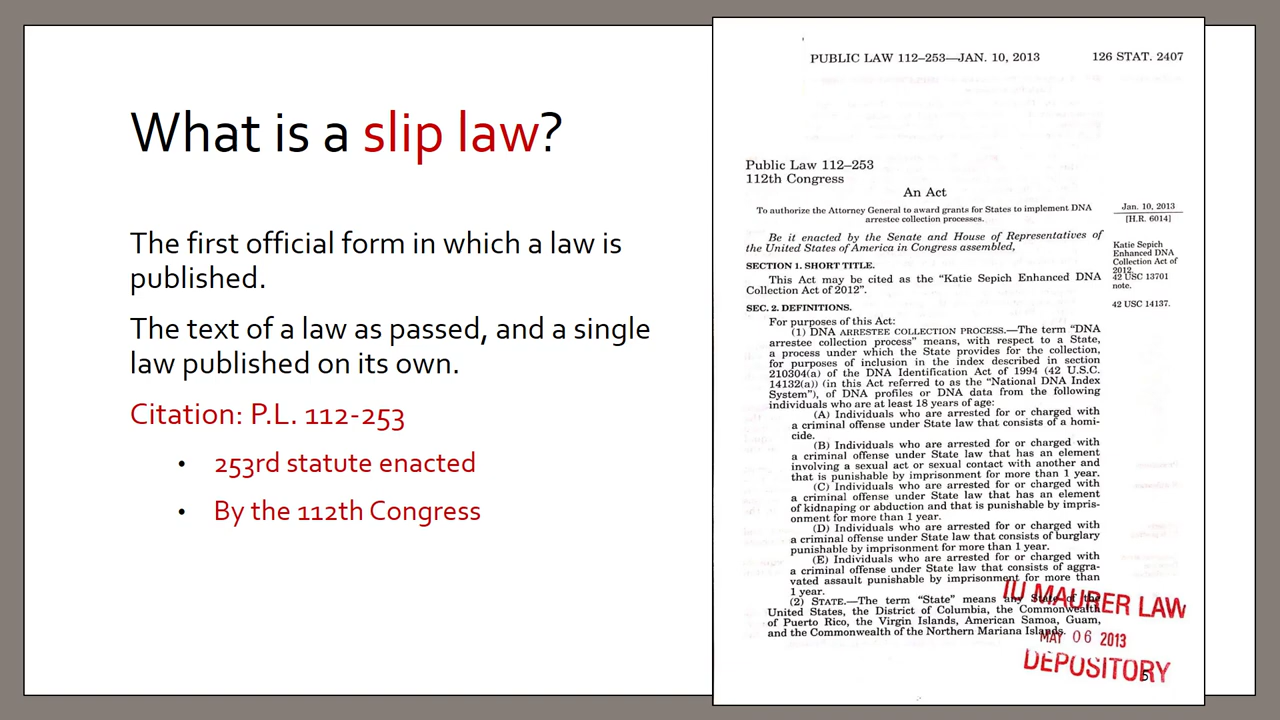 What is a slip law?
The first official form in which a law is
published.
The text of a law as passed, and a single
law published on its own.
Citation: P.L. 112-253
• 253rd statute enacted
• By the 112th Congress
PUBLIC LAW 112–253—JAN. 10, 2013 126 STAT. 2407
Public Law 112–253
112th Congress
An Act
To authorize the Attorney General to award grants for States to implement DNA
arrestee collection processes.
Jan. 10, 2013
[H.R. 6014]
Be it enacted by the Senate and House of Representatives of
the United States of America in Congress assembled,
SECTION 1. SHORT TITLE.
This Act may be cited as the “Katie Sepich Enhanced DNA
Collection Act of 2012”.
Katie Sepich
Enhanced DNA
Collection Act of
2012.
42 USC 13701
note.
SEC. 2. DEFINITIONS.
42 USC 14137.
For purposes of this Act:
(1) DNA ARRESTEE COLLECTION PROCESS.—The term “DNA
arrestee collection process” means, with respect to a State,
a process under which the State provides for the collection,
for purposes of inclusion in the index described in section
210304(a) of the DNA Identification Act of 1994 (42 U.S.C.
14132(a)) (in this Act referred to as the “National DNA Index
System”), of DNA profiles or DNA data from the following
individuals who are at least 18 years of age:
(A) Individuals who are arrested for or charged with
a criminal offense under State law that consists of a homi-
cide.
(B) Individuals who are arrested for or charged with
a criminal offense under State law that has an element
involving a sexual act or sexual contact with another and
that is punishable by imprisonment for more than 1 year.
(C) Individuals who are arrested for or charged with
a criminal offense under State law that has an element
of kidnaping or abduction and that is punishable by impris-
onment for more than 1 year.
(D) Individuals who are arrested for or charged with
a criminal offense under State law that consists of burglary
punishable by imprisonment for more than 1 year.
(E) Individuals who are arrested for or charged with
a criminal offense under State law that consists of aggra-
vated assault punishable by imprisonment for more than
1 year.
(2) STATE.—The term “State” means any State of the
United States, the District of Columbia, the Commonwealth
of Puerto Rico, the Virgin Islands, American Samoa, Guam,
and the Commonwealth of the Northern Mariana Islands.
IU MAURER LAW
MAY 06 2013
DEPOSITORY
5